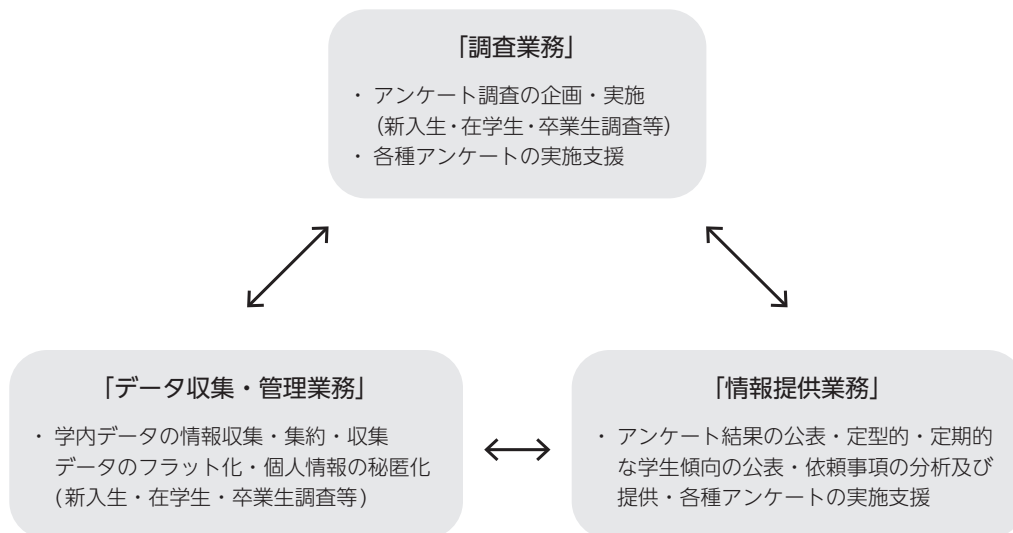 「調査業務」
・ アンケート調査の企画・実施
（新入生・在学生・卒業生調査等）
・ 各種アンケートの実施支援
「データ収集・管理業務」
・ 学内データの情報収集・集約・収集
データのフラット化・個人情報の秘匿化
(新入生・在学生・卒業生調査等)
「情報提供業務」
・ アンケート結果の公表・定型的・定期的
な学生傾向の公表・依頼事項の分析及び
提供・各種アンケートの実施支援